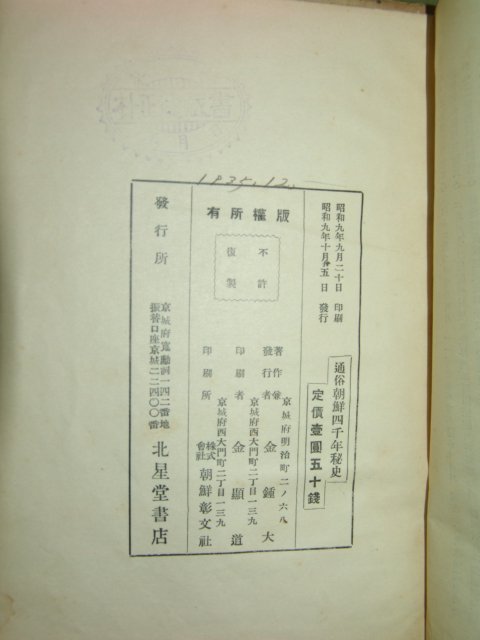 1935.12.
昭和九年九月二十日 印刷
昭和九年十月五日 發行
通俗朝鮮四千年秘史
定價壹圓五十錢
版權所有
不許
復製
京城府明治町二ノ六八
著作兼
發行者 金鍾大
京城府西大門町二丁目一三九
印刷者 金顯道
京城府西大門町二丁目一三九
印刷所 株式會社 朝鮮彰文社
發行所
京城府寬勳洞一四二番地
振替口座京城二二四〇〇番
北星堂書店